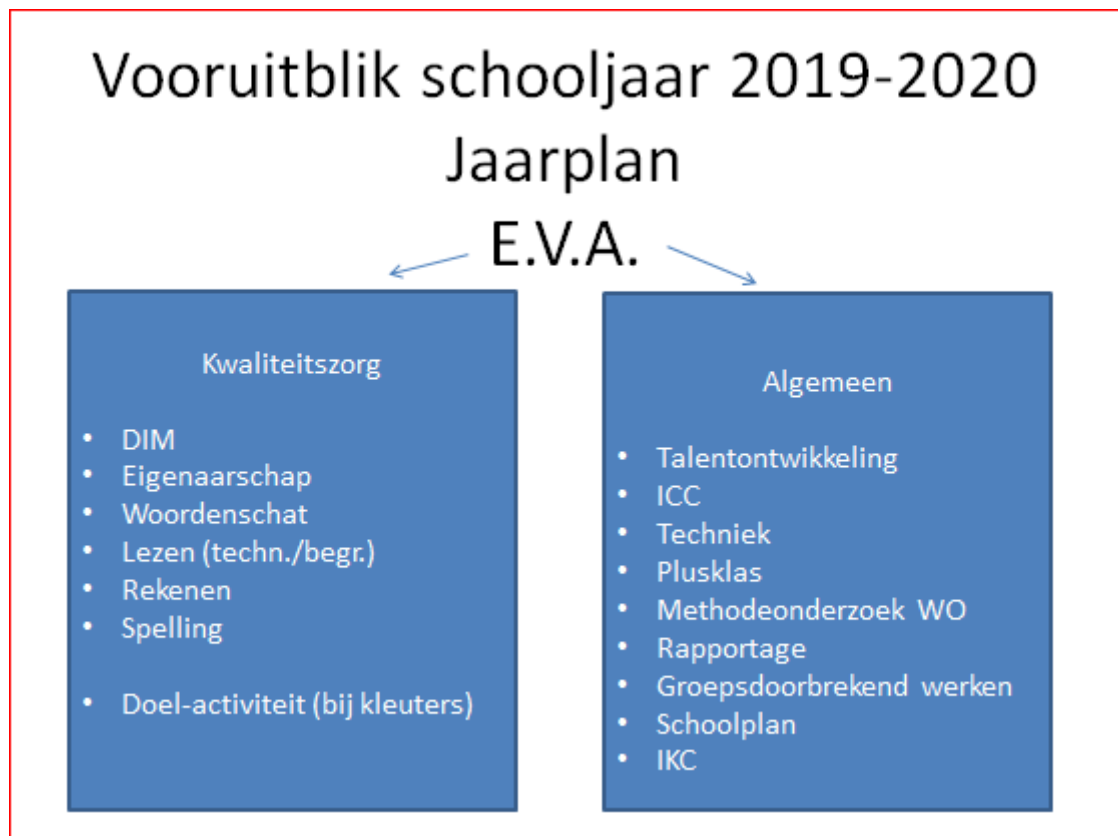 Vooruitblik schooljaar 2019-2020
Jaarplan
E.V.A.
Kwaliteitszorg
• DIM
• Eigenaarschap
• Woordenschat
• Lezen (techn./begr.)
• Rekenen
• Spelling
• Doel-activiteit (bij kleuters)
Algemeen
• Talentontwikkeling
• ICC
• Techniek
• Plusklas
• Methodeonderzoek WO
• Rapportage
• Groepsdoorbrekend werken
• Schoolplan
• IKC